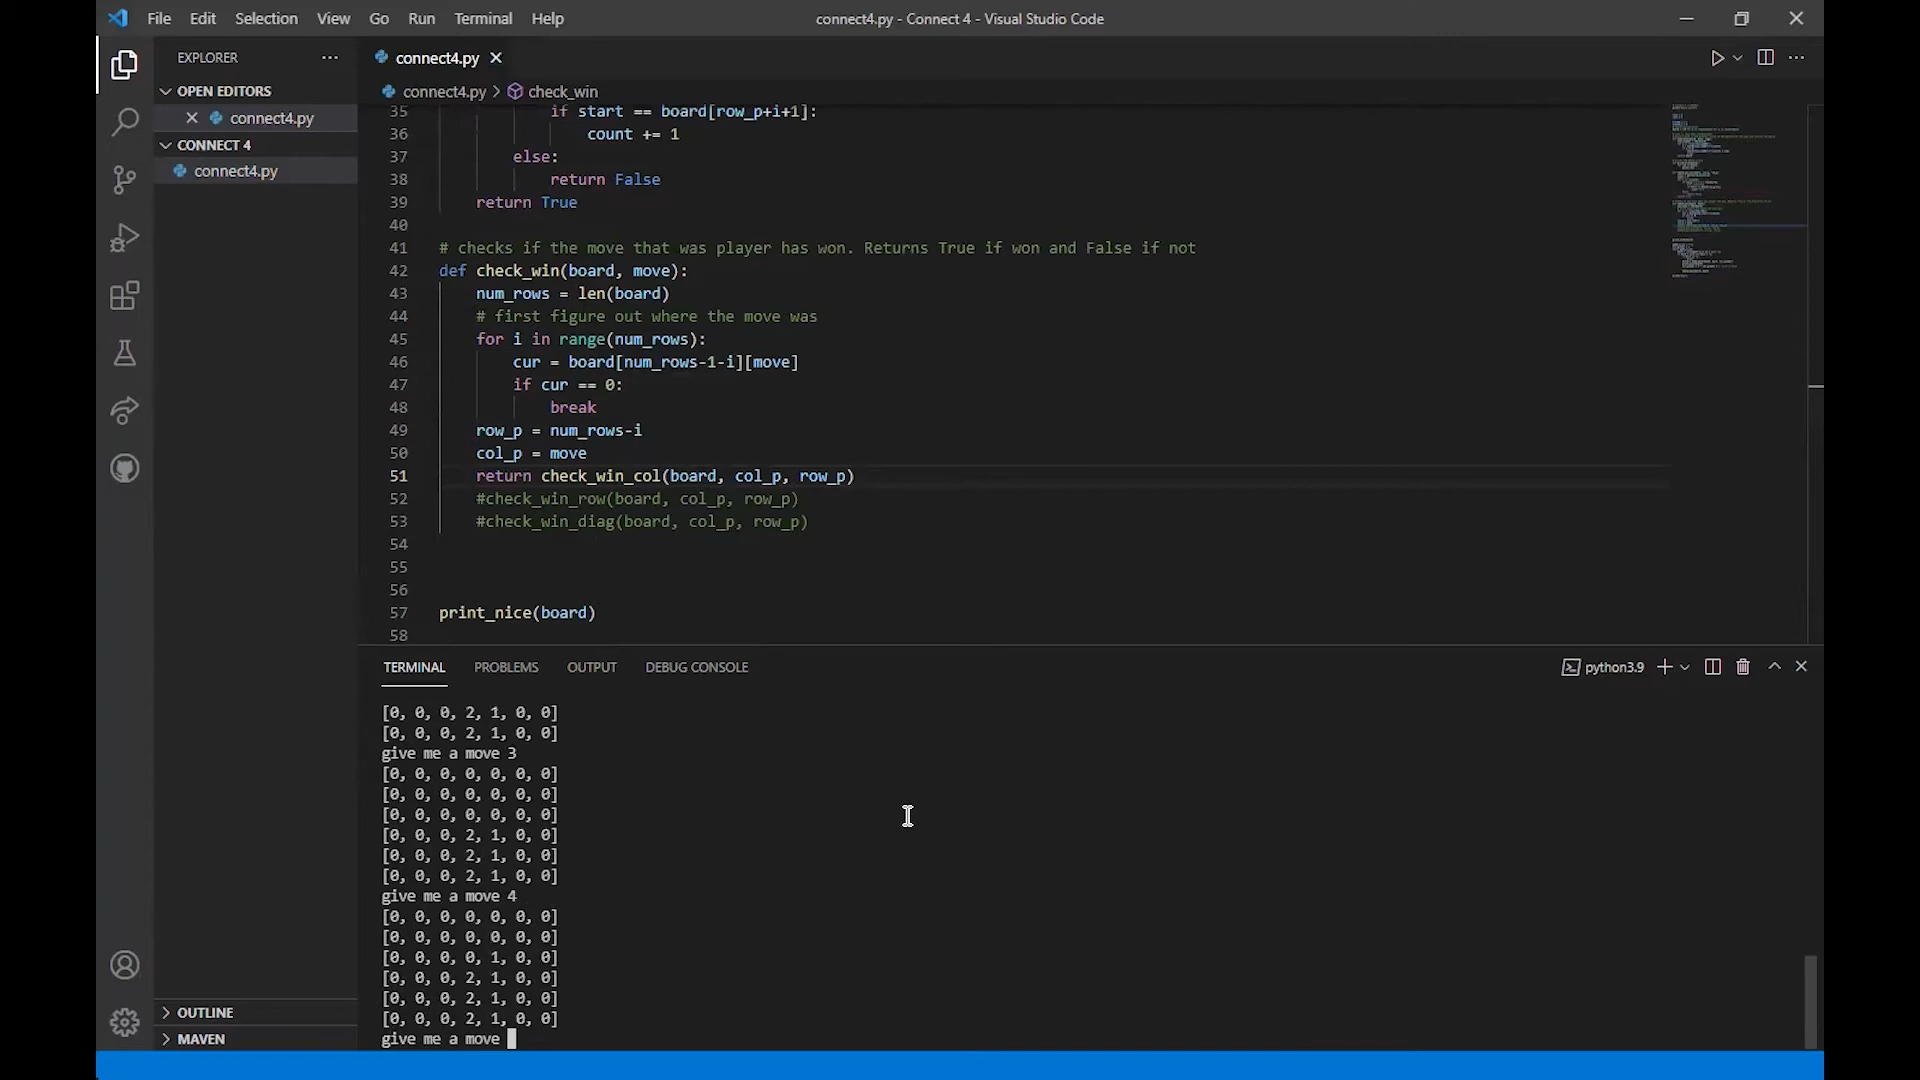 File Edit Selection View Go Run Terminal Help
connect4.py - Connect 4 - Visual Studio Code
EXPLORER
OPEN EDITORS
connect4.py
CONNECT 4
connect4.py
OUTLINE
MAVEN
connect4.py
connect4.py > check_win
35 if start == board[row_p+i+1]:
36 count += 1
37 else:
38 return False
39 return True
40
41 # checks if the move that was player has won. Returns True if won and False if not
42 def check_win(board, move):
43 num_rows = len(board)
44 # first figure out where the move was
45 for i in range(num_rows):
46 cur = board[num_rows-1-i][move]
47 if cur == 0:
48 break
49 row_p = num_rows-i
50 col_p = move
51 return check_win_col(board, col_p, row_p)
52 #check_win_row(board, col_p, row_p)
53 #check_win_diag(board, col_p, row_p)
54
55
56
57 print_nice(board)
58
TERMINAL PROBLEMS OUTPUT DEBUG CONSOLE
python3.9
[0, 0, 0, 2, 1, 0, 0]
[0, 0, 0, 2, 1, 0, 0]
give me a move 3
[0, 0, 0, 0, 0, 0, 0]
[0, 0, 0, 0, 0, 0, 0]
[0, 0, 0, 0, 0, 0, 0]
[0, 0, 0, 2, 1, 0, 0]
[0, 0, 0, 2, 1, 0, 0]
[0, 0, 0, 2, 1, 0, 0]
give me a move 4
[0, 0, 0, 0, 0, 0, 0]
[0, 0, 0, 0, 0, 0, 0]
[0, 0, 0, 0, 1, 0, 0]
[0, 0, 0, 2, 1, 0, 0]
[0, 0, 0, 2, 1, 0, 0]
[0, 0, 0, 2, 1, 0, 0]
give me a move